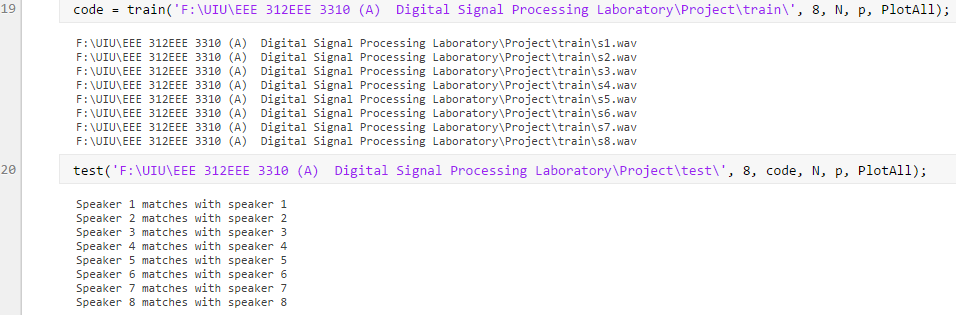 19 code = train('F:\UIU\EEE 312EEE 3310 (A)  Digital Signal Processing Laboratory\Project\train\', 8, N, p, PlotAll);
F:\UIU\EEE 312EEE 3310 (A)  Digital Signal Processing Laboratory\Project\train\s1.wav
F:\UIU\EEE 312EEE 3310 (A)  Digital Signal Processing Laboratory\Project\train\s2.wav
F:\UIU\EEE 312EEE 3310 (A)  Digital Signal Processing Laboratory\Project\train\s3.wav
F:\UIU\EEE 312EEE 3310 (A)  Digital Signal Processing Laboratory\Project\train\s4.wav
F:\UIU\EEE 312EEE 3310 (A)  Digital Signal Processing Laboratory\Project\train\s5.wav
F:\UIU\EEE 312EEE 3310 (A)  Digital Signal Processing Laboratory\Project\train\s6.wav
F:\UIU\EEE 312EEE 3310 (A)  Digital Signal Processing Laboratory\Project\train\s7.wav
F:\UIU\EEE 312EEE 3310 (A)  Digital Signal Processing Laboratory\Project\train\s8.wav
20 test('F:\UIU\EEE 312EEE 3310 (A)  Digital Signal Processing Laboratory\Project\test\', 8, code, N, p, PlotAll);
Speaker 1 matches with speaker 1
Speaker 2 matches with speaker 2
Speaker 3 matches with speaker 3
Speaker 4 matches with speaker 4
Speaker 5 matches with speaker 5
Speaker 6 matches with speaker 6
Speaker 7 matches with speaker 7
Speaker 8 matches with speaker 8